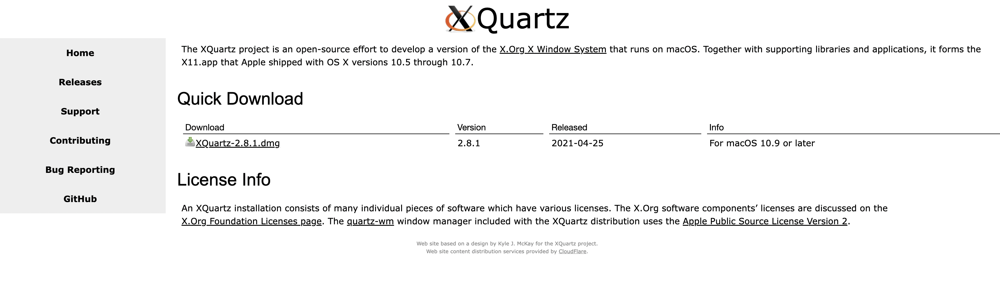 XQuartz
Home
Releases
Support
Contributing
Bug Reporting
GitHub
The XQuartz project is an open-source effort to develop a version of the X.Org X Window System that runs on macOS. Together with supporting libraries and applications, it forms the
X11.app that Apple shipped with OS X versions 10.5 through 10.7.
Quick Download
Download Version Released Info
XQuartz-2.8.1.dmg 2.8.1 2021-04-25 For macOS 10.9 or later
License Info
An XQuartz installation consists of many individual pieces of software which have various licenses. The X.Org software components’ licenses are discussed on the
X.Org Foundation Licenses page. The quartz-wm window manager included with the XQuartz distribution uses the Apple Public Source License Version 2.
Web site based on a design by Kyle J. McKay for the XQuartz project.
Web site content distribution services provided by CloudFlare.